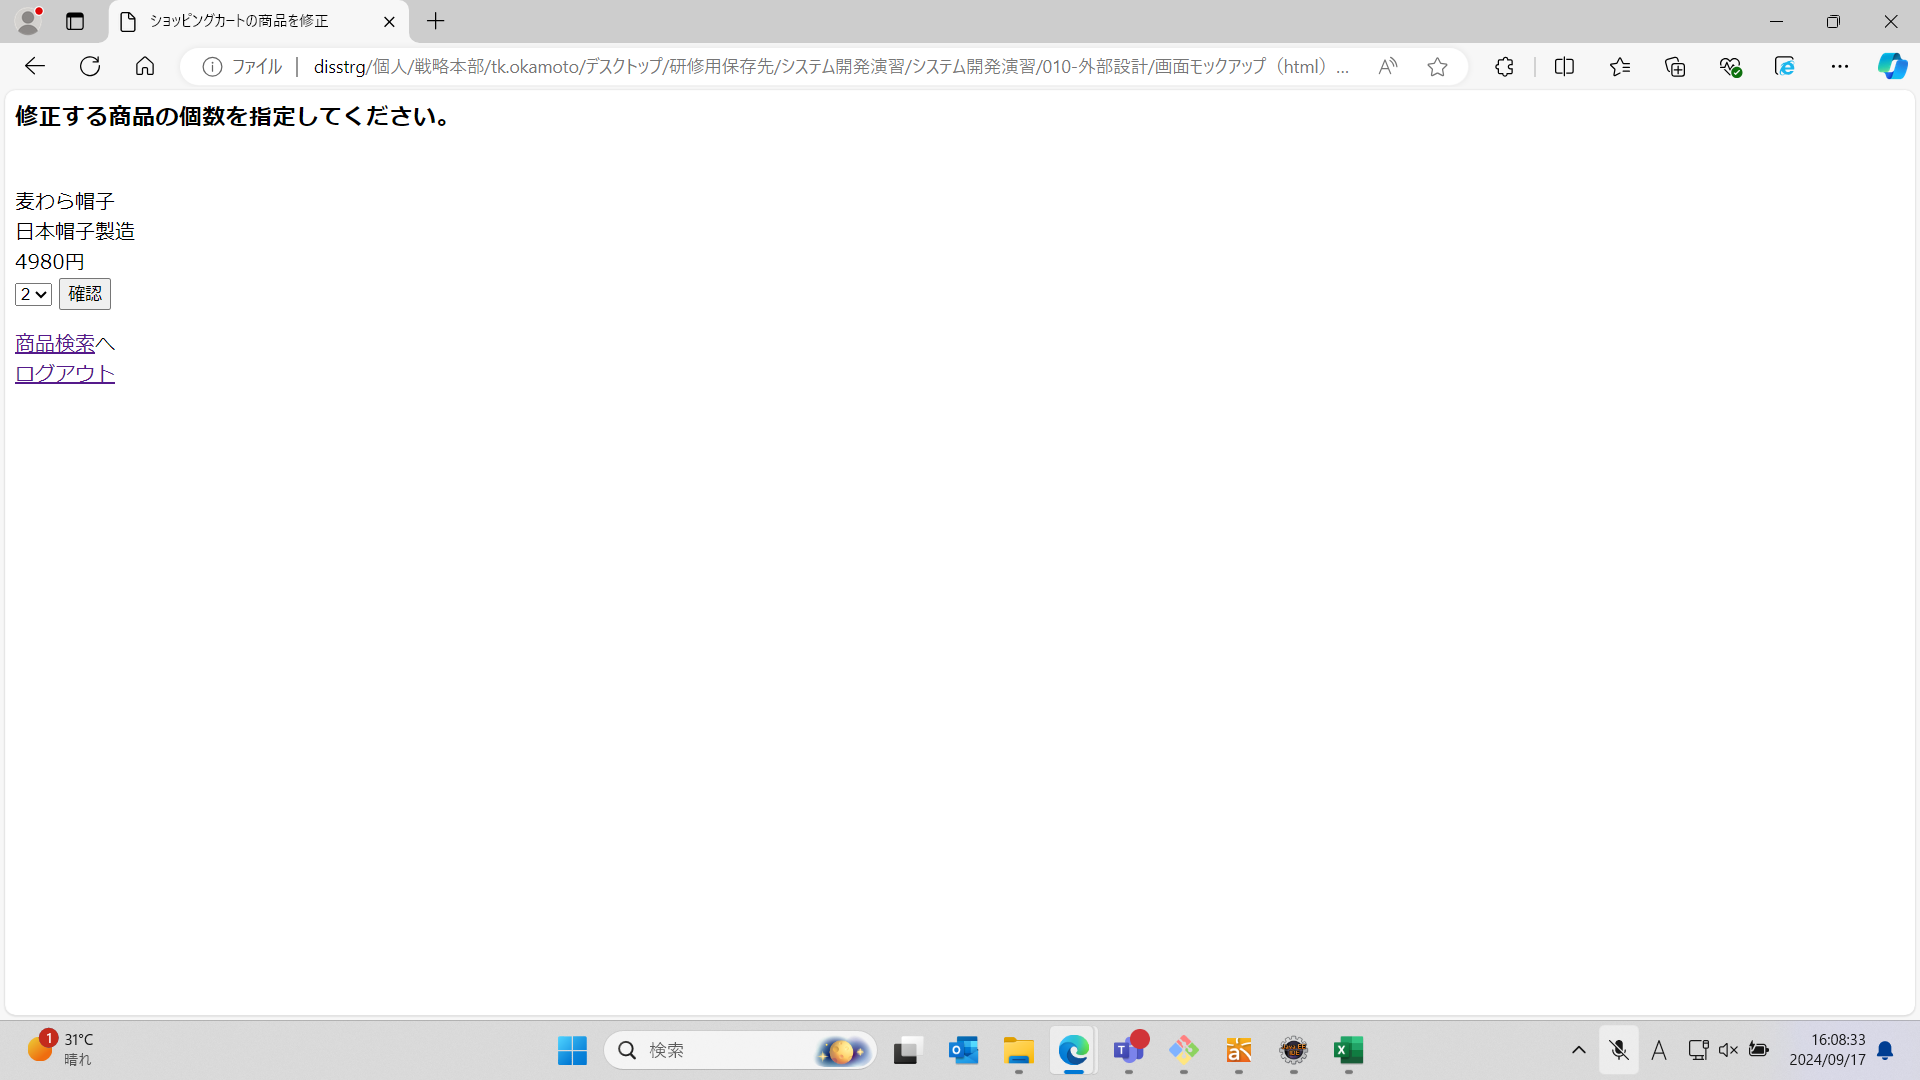 ショッピングカートの商品を修正
ファイル
disstrg/個人/戦略本部/tk.okamoto/デスクトップ/研修用保存先/システム開発演習/システム開発演習/010-外部設計/画面モックアップ（html）...
修正する商品の個数を指定してください。
麦わら帽子
日本帽子製造
4980円
2 確認
商品検索へ
ログアウト
1
31°C
晴れ
検索
A
16:08:33
2024/09/17